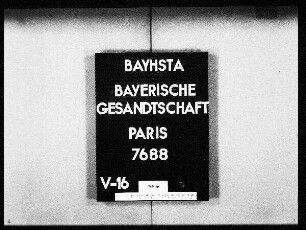 BAYHSTA
BAYERISCHE
GESANDTSCHAFT
PARIS
7688
V-16